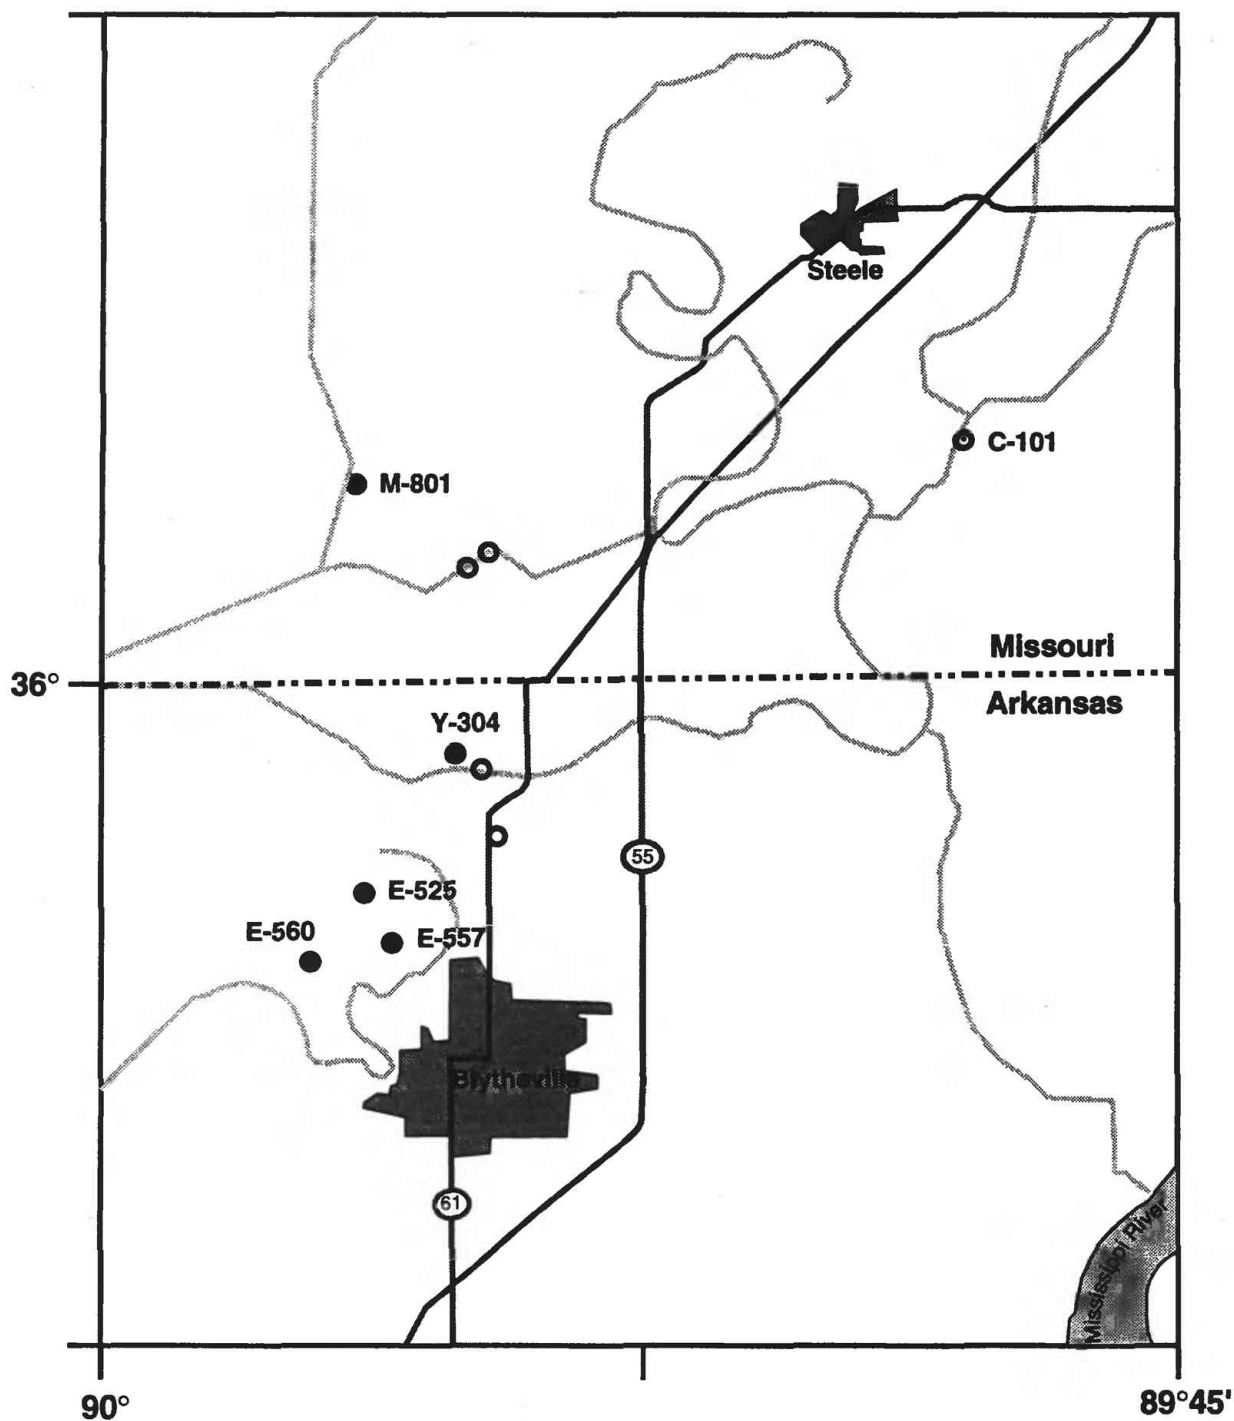 Steele
C-101
M-801
Missouri
36°
Arkansas
Y-304
55
E-525
E-560
E-557
Blytheville
61
Mississippi River
90°
89°45'